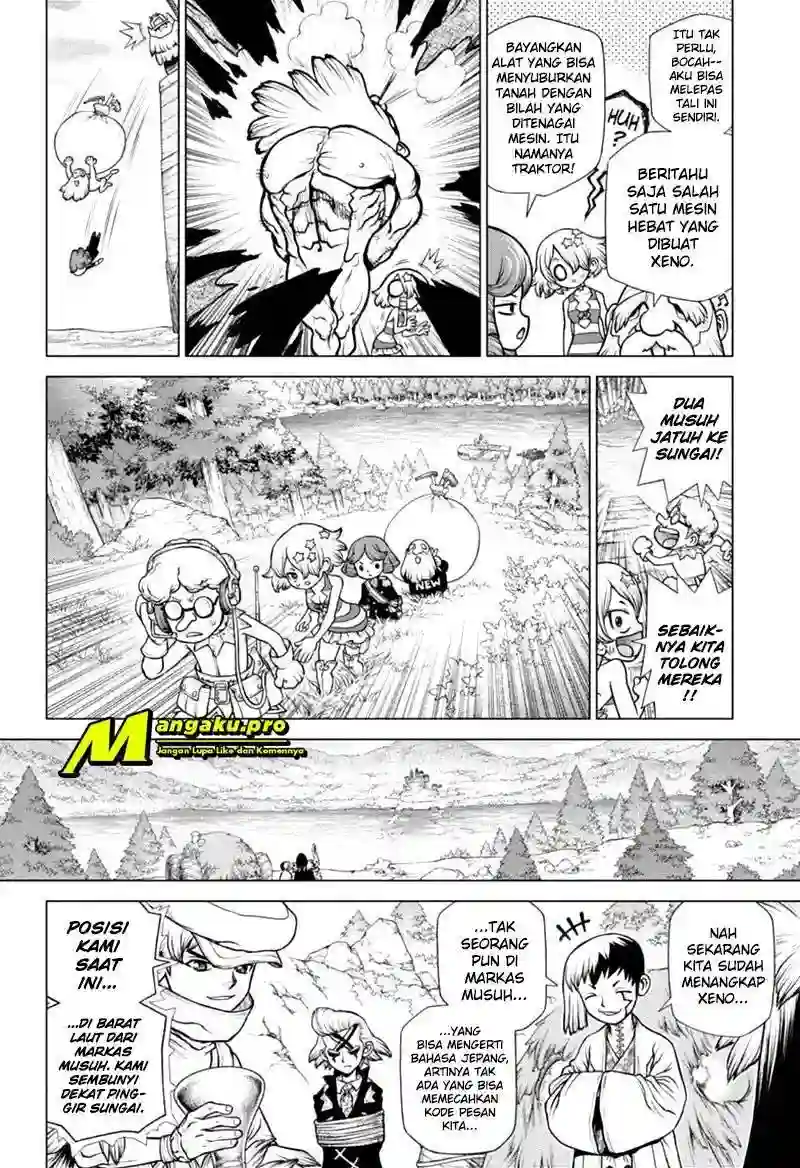 ITU TAK
PERLU,
BOCAH--
AKU BISA
MELEPAS
TALI INI
SENDIRI.
HUH
?
BERITAHU
SAJA SALAH
SATU MESIN
HEBAT YANG
DIBUAT
XENO.
BAYANGKAN
ALAT YANG BISA
MENYUBURKAN
TANAH DENGAN
BILAH YANG
DITENAGAI
MESIN. ITU
NAMANYA
TRAKTOR!
DUA
MUSUH
JATUH KE
SUNGAI!
SEBAIK-
NYA KITA
TOLONG
MEREKA
!!
NEW
Mangaku.pro
Jangan Lupa Like dan Komennya
NAH
SEKARANG
KITA SUDAH
MENANGKAP
XENO...
...TAK
SEORANG
PUN DI
MARKAS
MUSUH...
...YANG
BISA MENGERTI
BAHASA JEPANG,
ARTINYA TAK
ADA YANG BISA
MEMECAHKAN
KODE PESAN
KITA...
POSISI
KAMI
SAAT
INI...
...DI BARAT
LAUT DARI
MARKAS
MUSUH. KAMI
SEMBUNYI
DEKAT PING-
GIR SUNGAI.